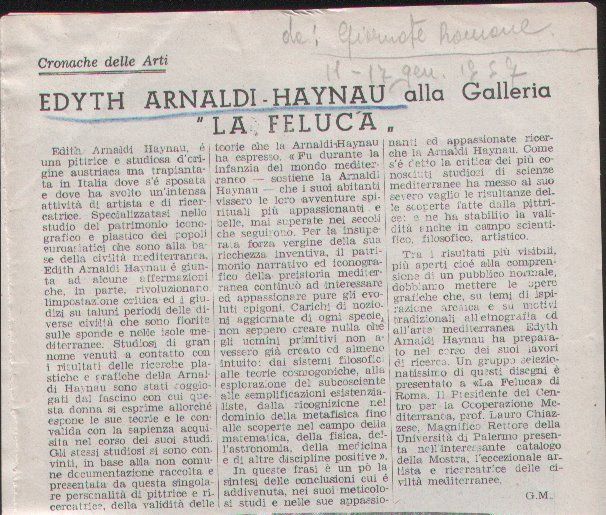 da: Giornate Romane.
11-17 gen. 1957
Cronache delle Arti
EDYTH ARNALDI-HAYNAU alla Galleria
"LA FELUCA„
Edith Arnaldi Haynau, é
una pitirice e studiosa d'cri-
gine austriaca ma trapianta-
ta in Italia dove s'é sposata
e dove ha svolto un'intensa
attività di artista e di ricer-
catrice. Specializzatasi nello
studio del patrimonio icono-
grafico e plastico dei popoli
euroasiatici che sono alla ba-
se della civiltà mediterranea,
Edith Arnaldi Haynau é giun-
ta ad alcune affermazioni
che, in parte, rivoluzionano
limpostazione critica ed i giu-
dizi su taluni periodi delle di-
verse civiltà che sono fiorite
sulle sponde e nelle isole me-
diterranee. Studiosi di gran
nome venuti a contatto con
i risultati delle ricerche pla-
stiche e grafiche della Arnal-
di Haynau sono stati soggio-
gati dal fascino con cui que-
sta donna si esprime allorché
espone le sue teorie e le con-
valida con la sapienza acqui-
sita nel corso dei suoi studi.
Gli stessi studiosi si sono con-
vinti, in base alla non comu-
ne documentazione raccolta e
presentata da questa singola-
re personalità di pittrice e ri-
cercatrice, della validità delle
teorie che la Arnaldi-Haynau
ha espresso. «Fu durante la
infanzia del mondo mediter-
raneo — sostiene la Arnaldi
Haynau — che i suoi abitanti
vissero le loro avventure spi-
rituali più appassionanti e
belle, mai superate nei secoli
che seguirono. Per la insupe-
rata forza vergine della sua
ricchezza inventiva, il patri-
monio narrativo ed iconogra-
fico della preistoria mediter-
ranea continuò ad interessare
ed appassionare pure gli evo-
luti epigoni. Carichi di nozio-
ni aggiornate di ogni specie,
non seppero creare nulla che
gli uomini primitivi non a-
vessero già creato ed almeno
intuito: dai sistemi filosofici
alle teorie cosmogoniche, alla
esplorazione del subcosciente
alle semplificazioni esistenzia-
liste, dalla ricognizione nel
dominio della metafisica fino
alle scoperte nel campo della
matematica, della fisica, del-
l'astronomia, della medicina
e di altre discipline positive».
In queste frasi é un pò la
sintesi delle conclusioni cui é
addivenuta, nei suoi meticolo-
si studi e nelle sue appassio-
nanti ed appassionate ricer-
che la Arnaldi Haynau. Come
s'é detto la critica dei più co-
nosciuti studiosi di scienze
mediterranee ha messo al suo
severo vaglio le risultanze del-
le scoperte fatte dalla pittri-
ce: e ne ha stabilito la vali-
dità anche in campo scienti-
fico, filosofico, artistico.
Tra i risultati più visibili,
più aperti cioé alla compren-
sione di un pubblico normale,
dobbiamo mettere le opere
grafiche che, su temi di ispi-
razione arcaica e su motivi
tradizionali all'etnografia ed
all'arte mediterranea Edyth
Arnaldi Haynau ha prepara-
to nel corso dei suoi lavori
di ricerca. Un gruppo selezio-
natissimo di questi disegni é
presentato a «La Feluca» di
Roma. Il Presidente del Cen-
tro per la Cooperazione Me-
diterranea, prof. Lauro Chiaz-
zese, Magnifico Rettore della
Università di Palermo presen-
ta nell'interessante catalogo
della Mostra, l'eccezionale ar-
tista e ricercatrice delle ci-
viltà mediterranee.
G.M.